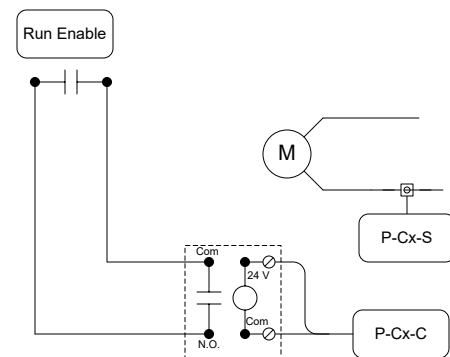 Run Enable
M
P-Cx-S
Com
24 V
Com
N.O.
P-Cx-C